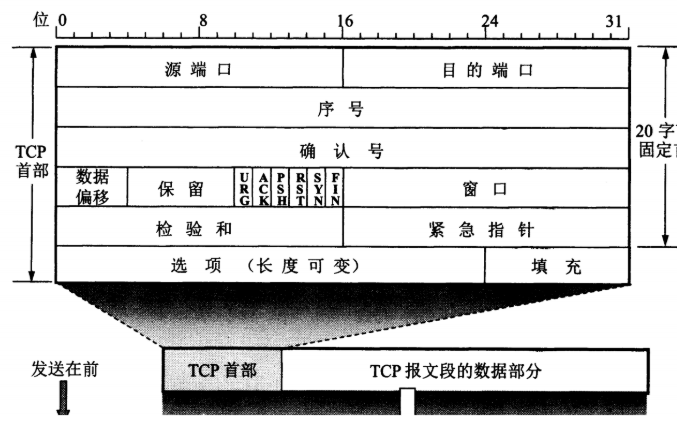 位 0 8 16 24 31
源端口 目的端口
序号
20 字
TCP 首部
确认号
固定首
数据偏移 保留 URG ACK PSH RST SYN FIN 窗口
检验和 紧急指针
选项 (长度可变) 填充
发送在前 TCP 首部 TCP 报文段的数据部分